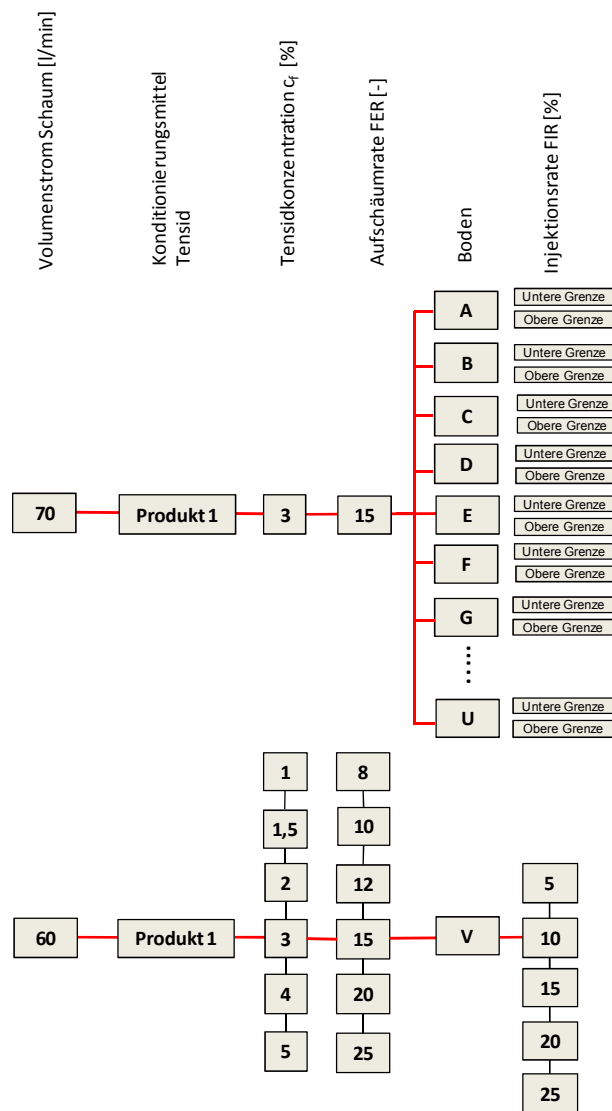 Volumenstrom Schaum [l/min]
Konditionierungsmittel
Tensid
Tensidkonzentration cf [%]
Aufschäumrate FER [-]
Boden
Injektionsrate FIR [%]
A
Untere Grenze
Obere Grenze
B
Untere Grenze
Obere Grenze
C
Untere Grenze
Obere Grenze
D
Untere Grenze
Obere Grenze
70
Produkt 1
3
15
E
Untere Grenze
Obere Grenze
F
Untere Grenze
Obere Grenze
G
Untere Grenze
Obere Grenze
......
U
Untere Grenze
Obere Grenze
1
8
1,5
10
2
12
5
60
Produkt 1
3
15
V
10
4
20
15
5
25
20
25